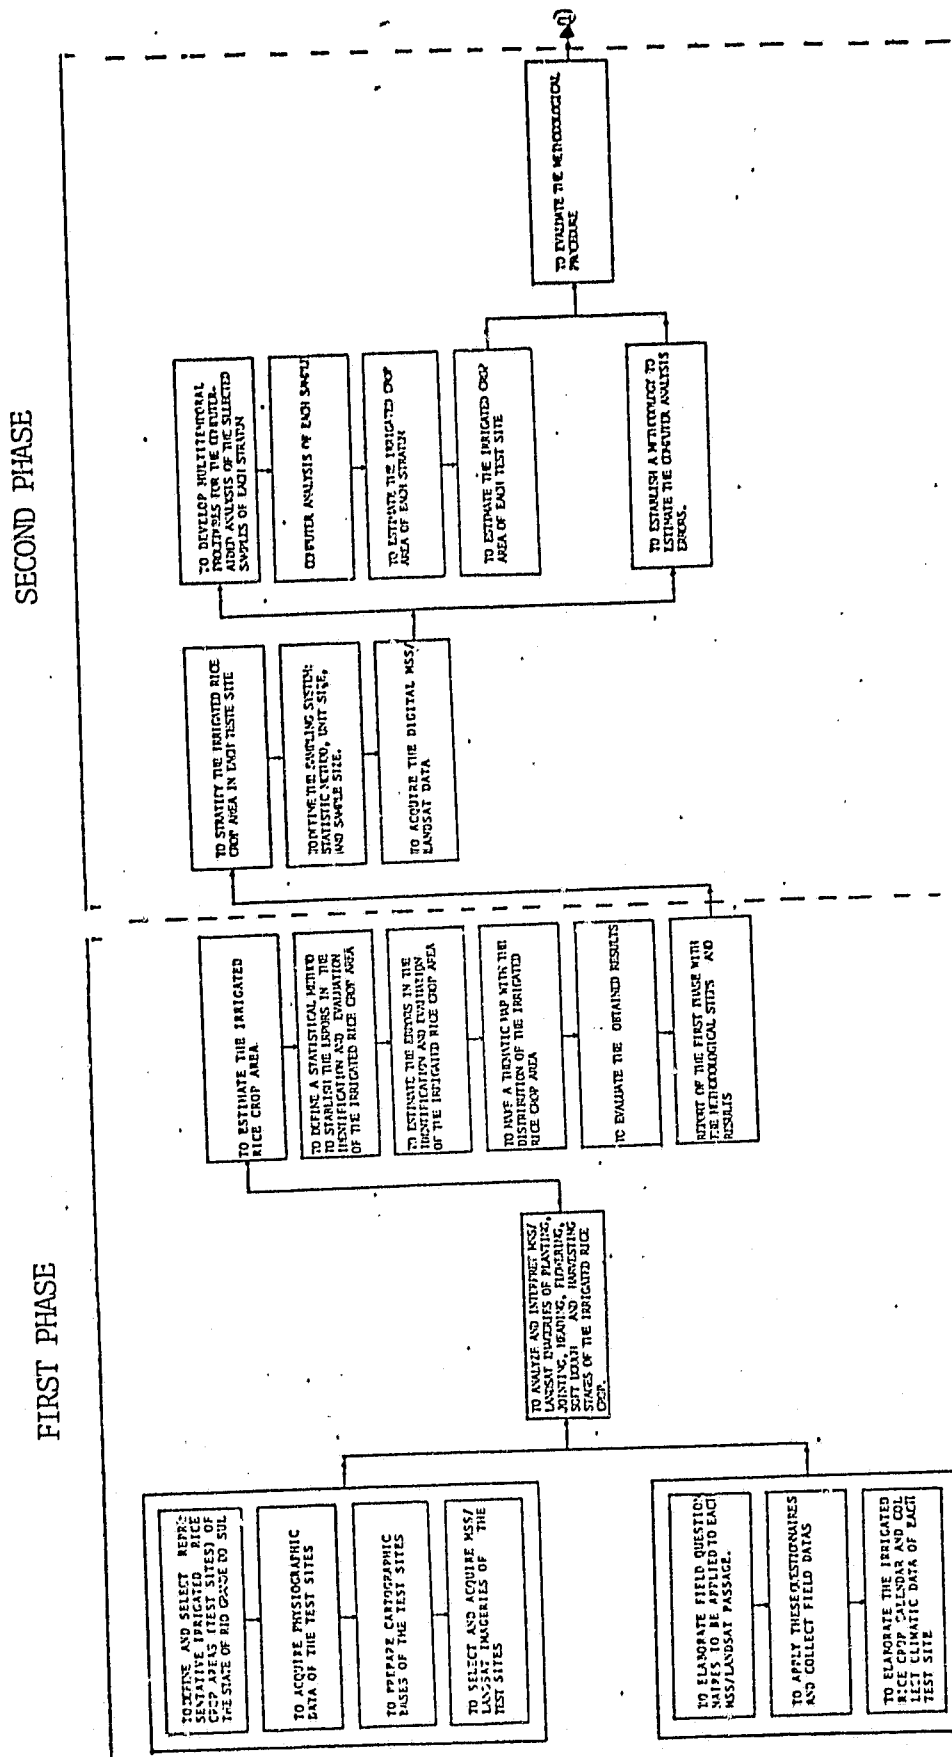 FIRST PHASE
TO DEFINE AND SELECT REPRE
SENTATIVE IRRIGATED RICE
CROP AREAS (TEST SITES) OF
THE STATE OF RIO GRANDE DO SUL
TO ACQUIRE PHYSIOGRAPHIC
DATA OF THE TEST SITES
TO PREPARE CARTOGRAPHIC
BASES OF THE TEST SITES
TO SELECT AND ACQUIRE MSS/
LANDSAT IMAGERIES OF THE
TEST SITES
TO ELABORATE FIELD QUESTION
NAIRES TO BE APPLIED TO EACH
MSS/LANDSAT PASSAGE.
TO APPLY THESE QUESTIONNAIRES
AND COLLECT FIELD DATAS
TO ELABORATE THE IRRIGATED
RICE CROP CALENDAR AND COL
LECT CLIMATIC DATA OF EACH
TEST SITE
TO ANALYZE AND INTERPRET MSS/
LANDSAT IMAGERIES OF PLANTING,
JOINTING, HEADING, FLOWERING,
SOFT DOUGH AND HARVESTING
STAGES OF THE IRRIGATED RICE
CROP.
TO ESTIMATE THE IRRIGATED
RICE CROP AREA.
TO DEFINE A STATISTICAL METHOD
TO STABLISH THE ERRORS IN THE
IDENTIFICATION AND EVALUATION
OF THE IRRIGATED RICE CROP AREA
TO ESTIMATE THE ERRORS IN THE
IDENTIFICATION AND EVALUATION
OF THE IRRIGATED RICE CROP AREA
TO MAKE A THEMATIC MAP WITH THE
DISTRIBUTION OF THE IRRIGATED
RICE CROP AREA
TO EVALUATE THE OBTAINED RESULTS
REPORT OF THE FIRST PHASE WITH
THE METHODOLOGICAL STEPS AND
RESULTS
SECOND PHASE
TO STRATIFY THE IRRIGATED RICE
CROP AREA IN EACH TESTE SITE
TO DEFINE THE SAMPLING SYSTEM:
STATISTIC METHOD, UNIT SIZE,
AND SAMPLE SIZE.
TO ACQUIRE THE DIGITAL MSS/
LANDSAT DATA
TO DEVELOP MULTITEMPORAL
FOR THE COMPUTER-
AIDED ANALYSIS OF THE SELECTED
SAMPLES OF EACH STRATUM
COMPUTER ANALYSIS OF EACH SAMPLE
TO ESTIMATE THE IRRIGATED CROP
AREA OF EACH STRATUM
TO ESTIMATE THE IRRIGATED CROP
AREA OF EACH TEST SITE
TO ESTABLISH A METHODOLOGY TO
ESTIMATE THE COMPUTER ANALYSIS
ERRORS.
TO EVALUATE THE METHODOLOGICAL
PROCEDURE